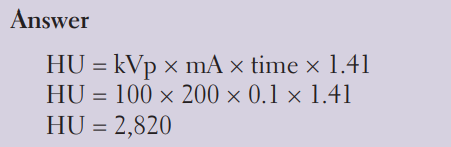 Answer
HU = kVp × mA × time × 1.41
HU = 100 × 200 × 0.1 × 1.41
HU = 2,820